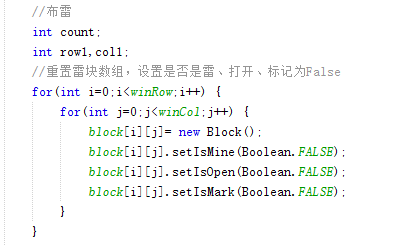 //布雷
int count;
int row1,col1;
//重置雷块数组，设置是否是雷、打开、标记为False
for(int i=0;i<winRow;i++) {
for(int j=0;j<winCol;j++) {
block[i][j]= new Block();
block[i][j].setIsMine(Boolean.FALSE);
block[i][j].setIsOpen(Boolean.FALSE);
block[i][j].setIsMark(Boolean.FALSE);
}
}